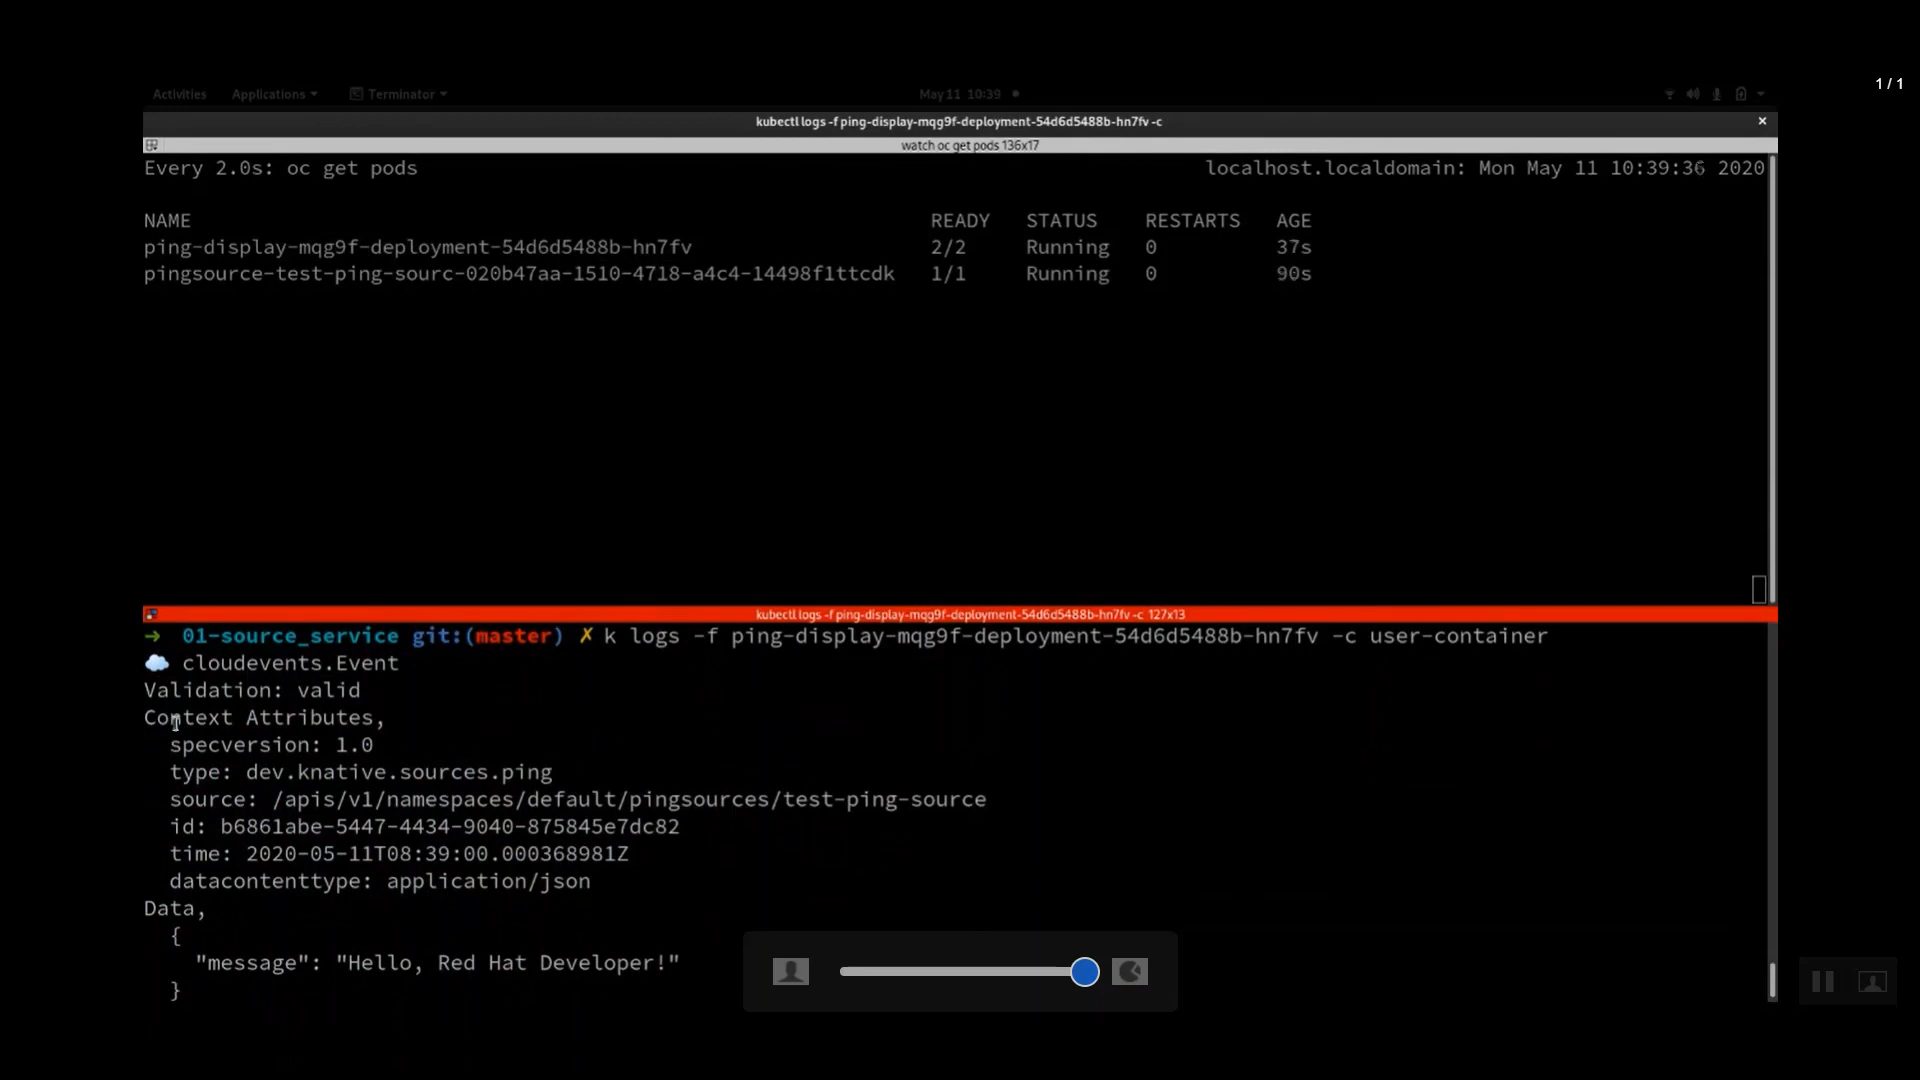 1 / 1
Activities Applications Terminator May 11 10:39
kubectl logs -f ping-display-mqg9f-deployment-54d6d5488b-hn7fv -c
watch oc get pods 136x17
Every 2.0s: oc get pods localhost.localdomain: Mon May 11 10:39:36 2020
NAME READY STATUS RESTARTS AGE
ping-display-mqg9f-deployment-54d6d5488b-hn7fv 2/2 Running 0 37s
pingsource-test-ping-sourc-020b47aa-1510-4718-a4c4-14498f1ttcdk 1/1 Running 0 90s
kubectl logs -f ping-display-mqg9f-deployment-54d6d5488b-hn7fv -c 127x13
→ 01-source_service git:(master) ✗ k logs -f ping-display-mqg9f-deployment-54d6d5488b-hn7fv -c user-container
☁️ cloudevents.Event
Validation: valid
Context Attributes,
specversion: 1.0
type: dev.knative.sources.ping
source: /apis/v1/namespaces/default/pingsources/test-ping-source
id: b6861abe-5447-4434-9040-875845e7dc82
time: 2020-05-11T08:39:00.000368981Z
datacontenttype: application/json
Data,
{
"message": "Hello, Red Hat Developer!"
}